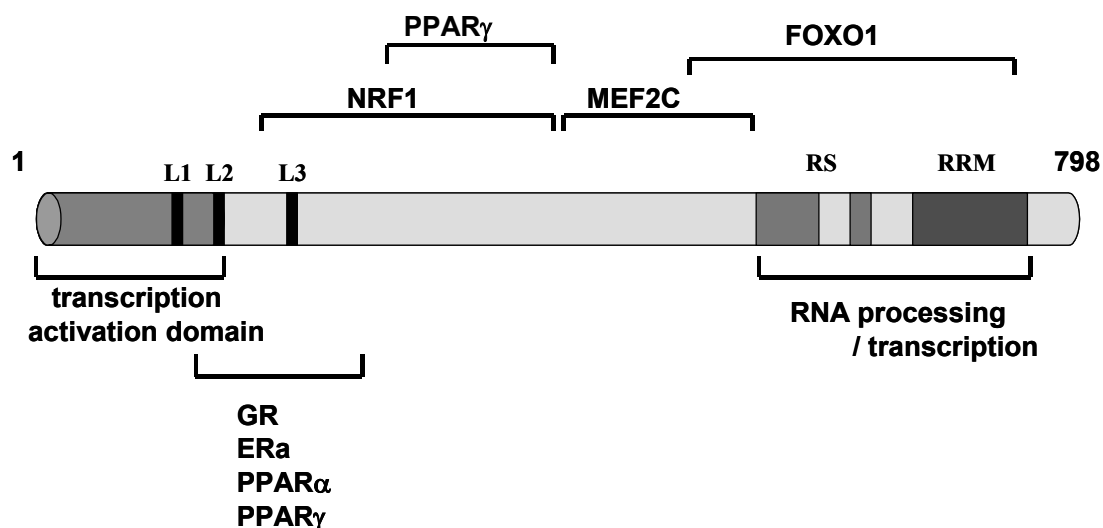 PPARγ
FOXO1
NRF1
MEF2C
1
798
L1 L2 L3
RS
RRM
transcription
activation domain
RNA processing
/ transcription
GR
ERa
PPARα
PPARγ